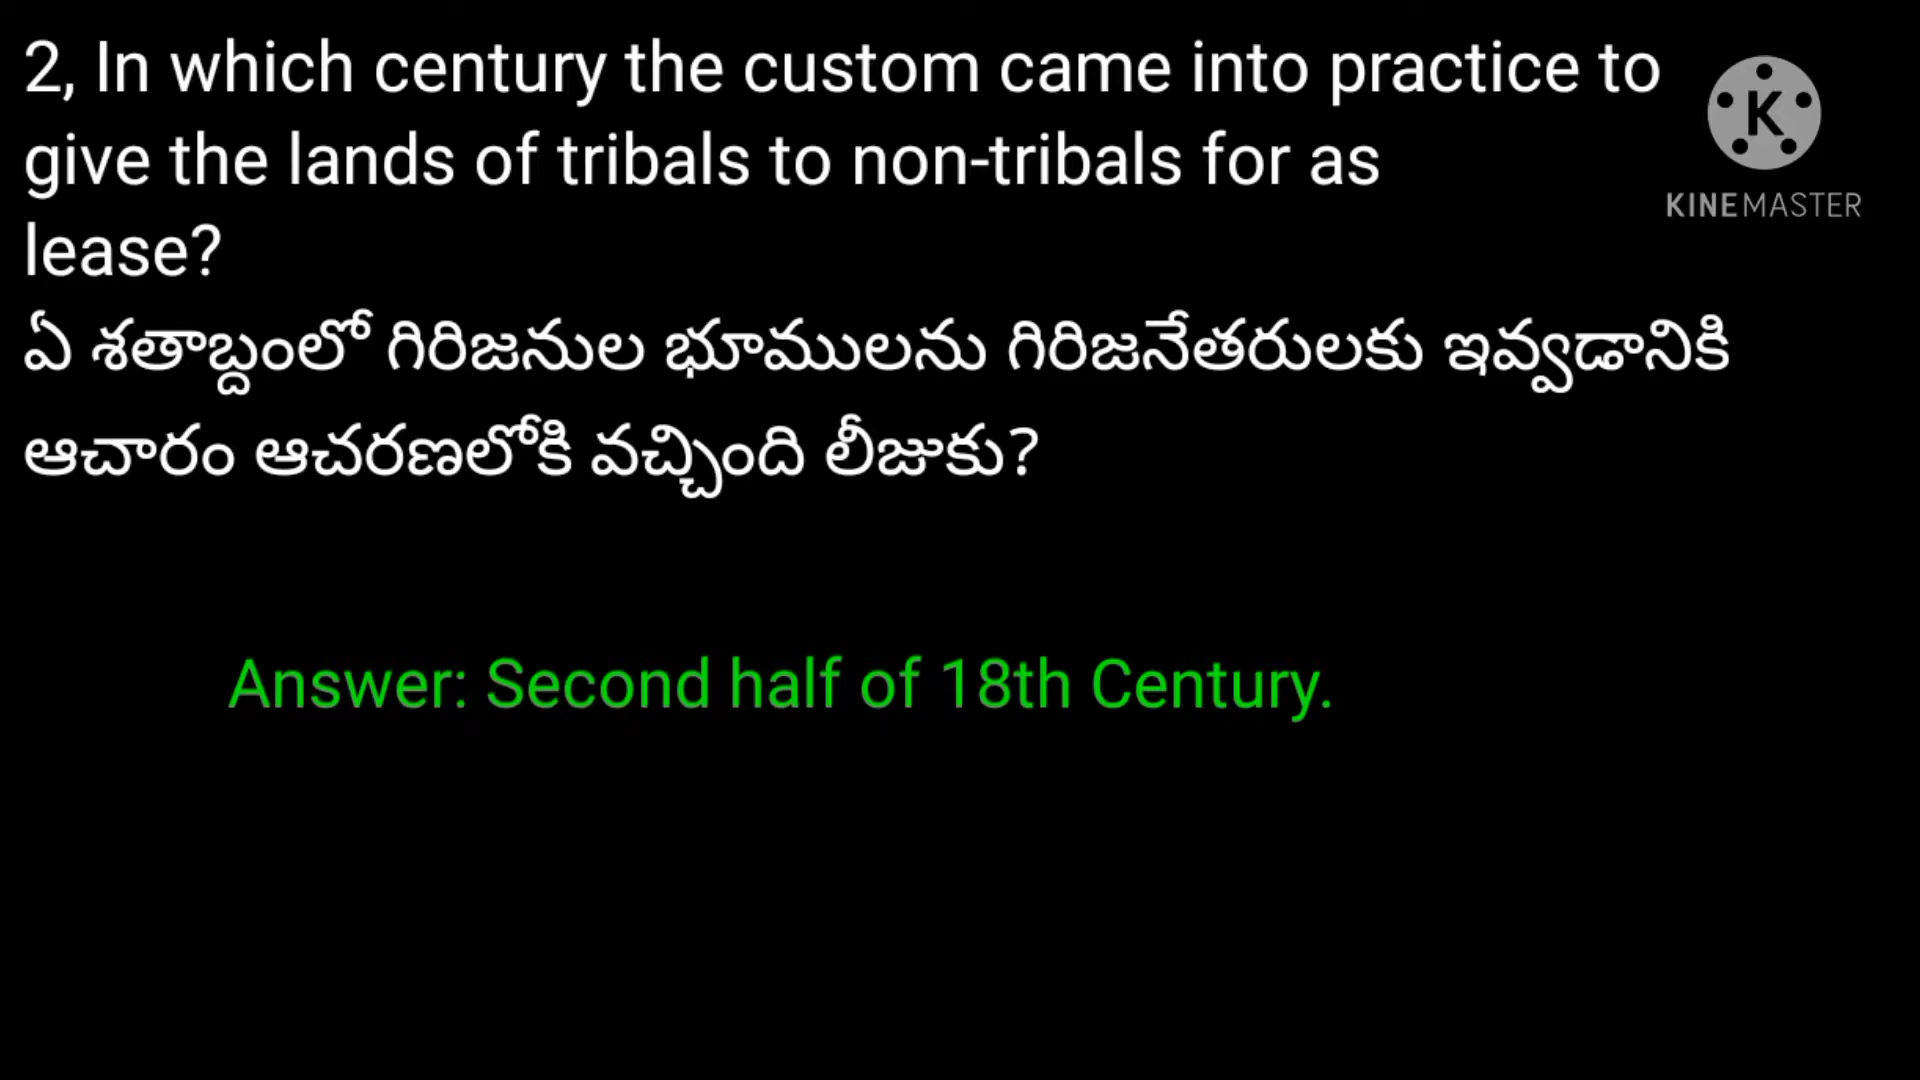 2, In which century the custom came into practice to
give the lands of tribals to non-tribals for as
lease?
ఏ శతాబ్దంలో గిరిజనుల భూములను గిరిజనేతరులకు ఇవ్వడానికి
ఆచారం ఆచరణలోకి వచ్చింది లీజుకు?
Answer: Second half of 18th Century.
K
KINEMASTER